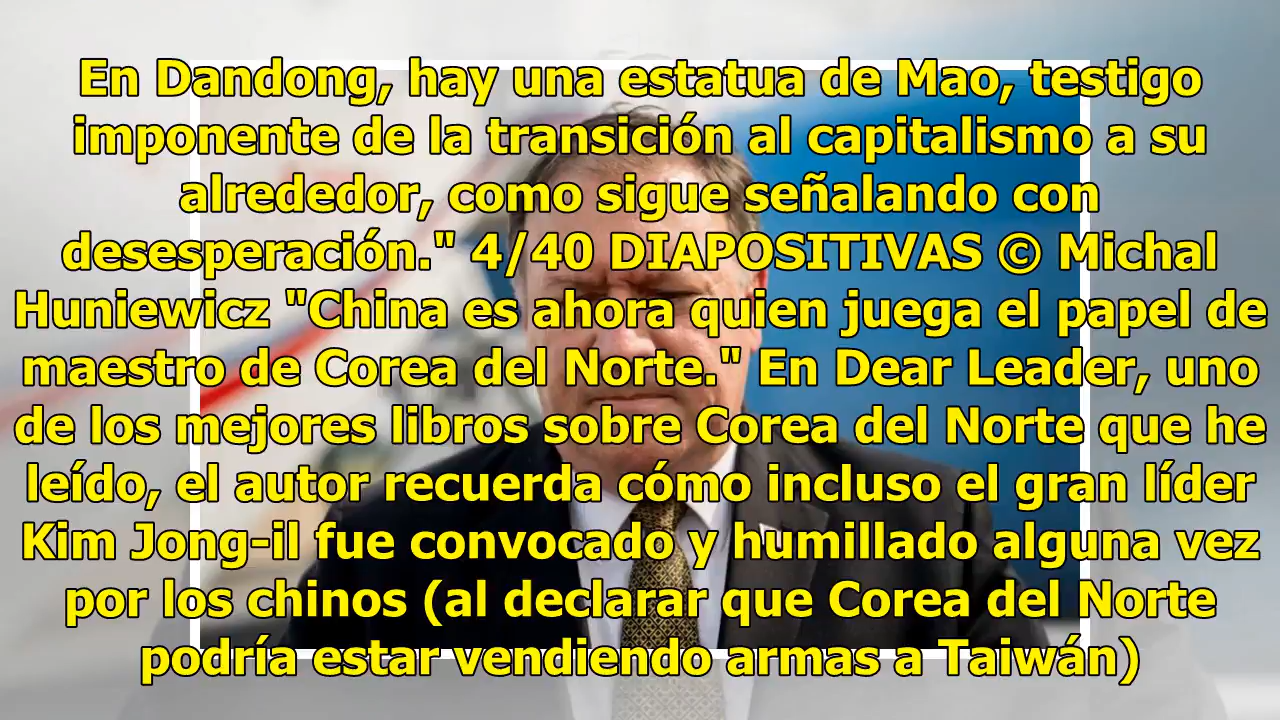 En Dandong, hay una estatua de Mao, testigo
imponente de la transición al capitalismo a su
alrededor, como sigue señalando con
desesperación." 4/40 DIAPOSITIVAS © Michal
Huniewicz "China es ahora quien juega el papel de
maestro de Corea del Norte." En Dear Leader, uno
de los mejores libros sobre Corea del Norte que he
leído, el autor recuerda cómo incluso el gran líder
Kim Jong-il fue convocado y humillado alguna vez
por los chinos (al declarar que Corea del Norte
podría estar vendiendo armas a Taiwán)